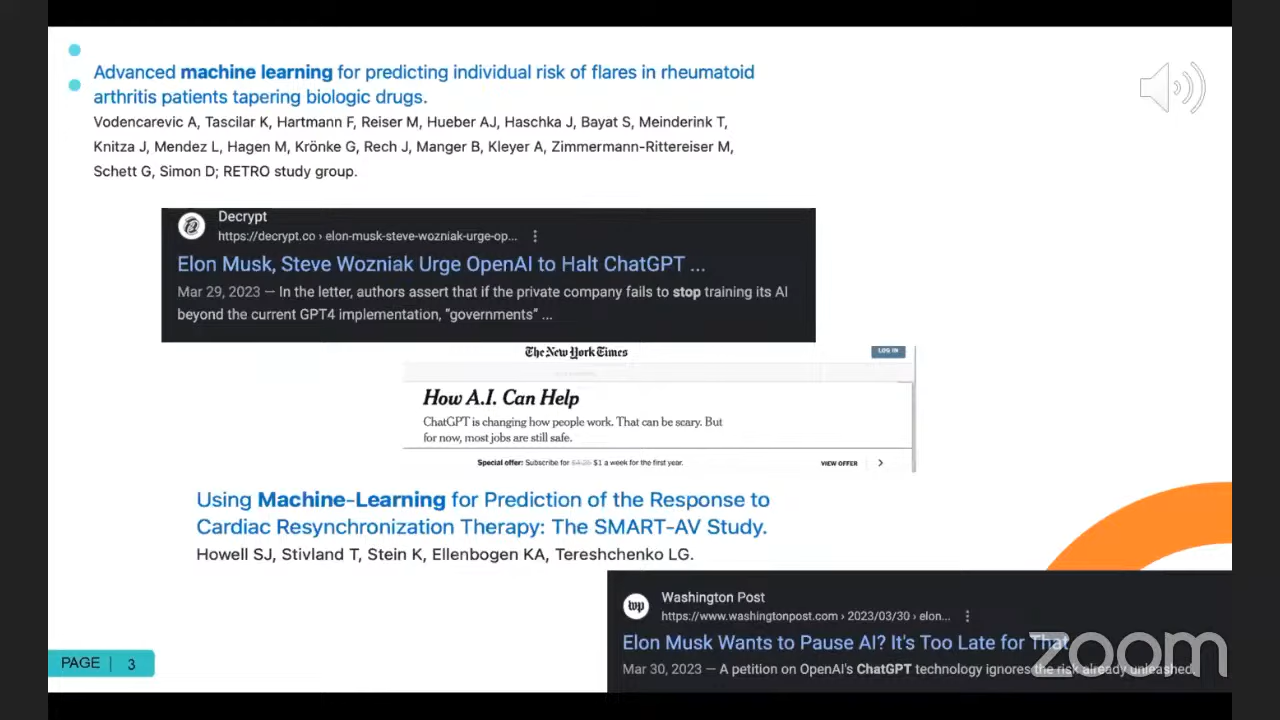 Advanced machine learning for predicting individual risk of flares in rheumatoid
arthritis patients tapering biologic drugs.
Vodencarevic A, Tascilar K, Hartmann F, Reiser M, Hueber AJ, Haschka J, Bayat S, Meinderink T,
Knitza J, Mendez L, Hagen M, Krönke G, Rech J, Manger B, Kleyer A, Zimmermann-Rittereiser M,
Schett G, Simon D; RETRO study group.
Decrypt
https://decrypt.co › elon-musk-steve-wozniak-urge-op...
Elon Musk, Steve Wozniak Urge OpenAI to Halt ChatGPT ...
Mar 29, 2023 — In the letter, authors assert that if the private company fails to stop training its AI
beyond the current GPT4 implementation, "governments" ...
The New York Times
LOG IN
How A.I. Can Help
ChatGPT is changing how people work. That can be scary. But
for now, most jobs are still safe.
Special offer: Subscribe for $4.25 $1 a week for the first year.
VIEW OFFER
Using Machine-Learning for Prediction of the Response to
Cardiac Resynchronization Therapy: The SMART-AV Study.
Howell SJ, Stivland T, Stein K, Ellenbogen KA, Tereshchenko LG.
wp
Washington Post
https://www.washingtonpost.com › 2023/03/30 › elon...
Elon Musk Wants to Pause AI? It's Too Late for That
Mar 30, 2023 — A petition on OpenAI's ChatGPT technology ignores the risk already unleashed.
PAGE | 3
zoom